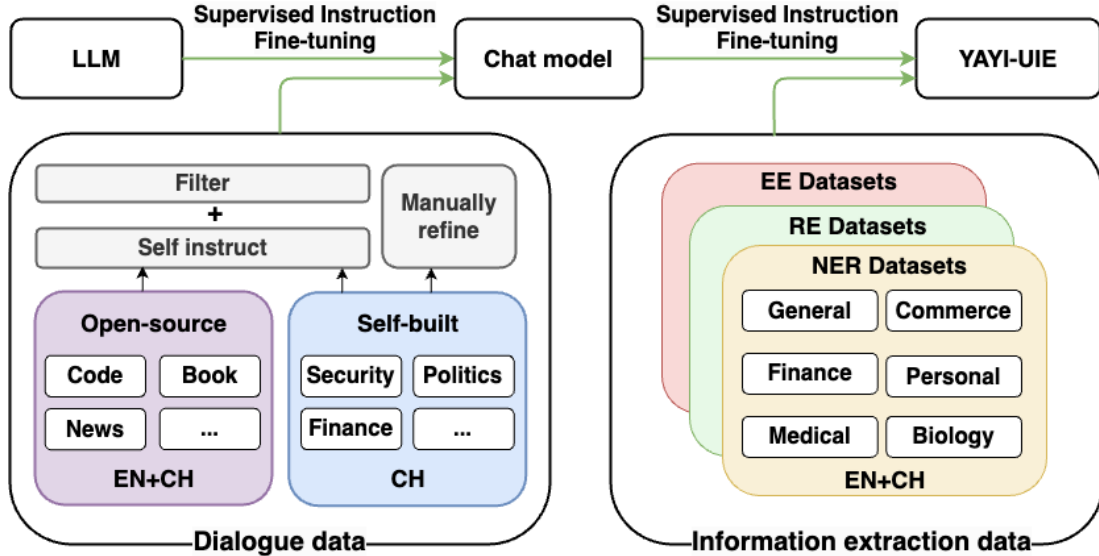 LLM
Supervised Instruction
Fine-tuning
Chat model
Supervised Instruction
Fine-tuning
YAYI-UIE
Filter
+
Self instruct
Manually
refine
Open-source
Code
Book
News
...
EN+CH
Self-built
Security
Politics
Finance
...
CH
Dialogue data
EE Datasets
RE Datasets
NER Datasets
General
Commerce
Finance
Personal
Medical
Biology
EN+CH
Information extraction data